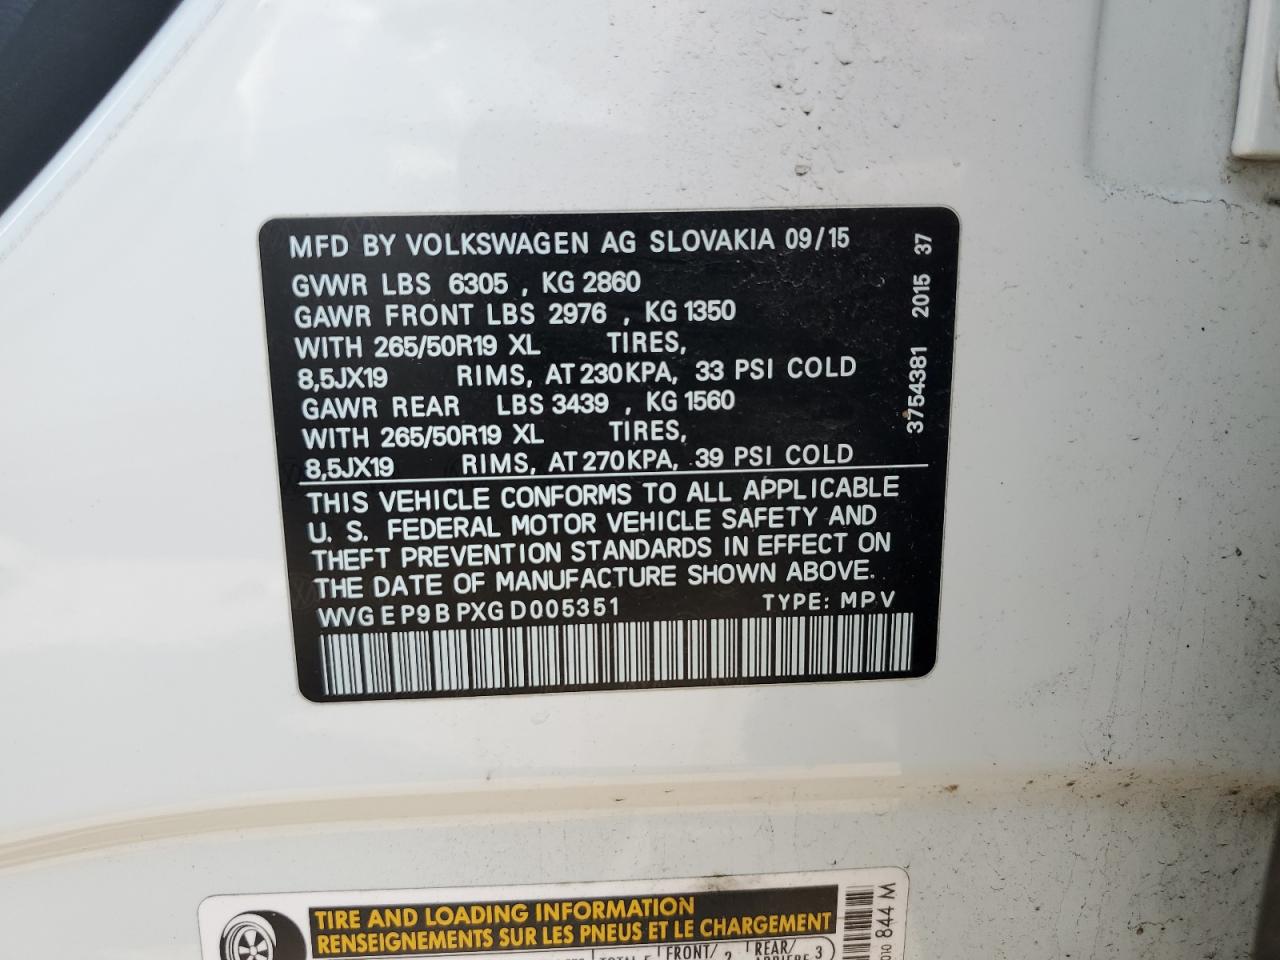 MFD BY VOLKSWAGEN AG SLOVAKIA 09/15
GVWR LBS 6305 , KG 2860
GAWR FRONT LBS 2976 , KG 1350
WITH 265/50R19 XL TIRES,
8,5JX19 RIMS, AT 230KPA, 33 PSI COLD
GAWR REAR LBS 3439 , KG 1560
WITH 265/50R19 XL TIRES,
8,5JX19 RIMS, AT 270KPA, 39 PSI COLD
THIS VEHICLE CONFORMS TO ALL APPLICABLE
U. S. FEDERAL MOTOR VEHICLE SAFETY AND
THEFT PREVENTION STANDARDS IN EFFECT ON
THE DATE OF MANUFACTURE SHOWN ABOVE.
WVGEP9BPXGD005351 TYPE: MPV
3754381 2015 37
TIRE AND LOADING INFORMATION
RENSEIGNEMENTS SUR LES PNEUS ET LE CHARGEMENT
FRONT/ 2 REAR/ 3
844 M